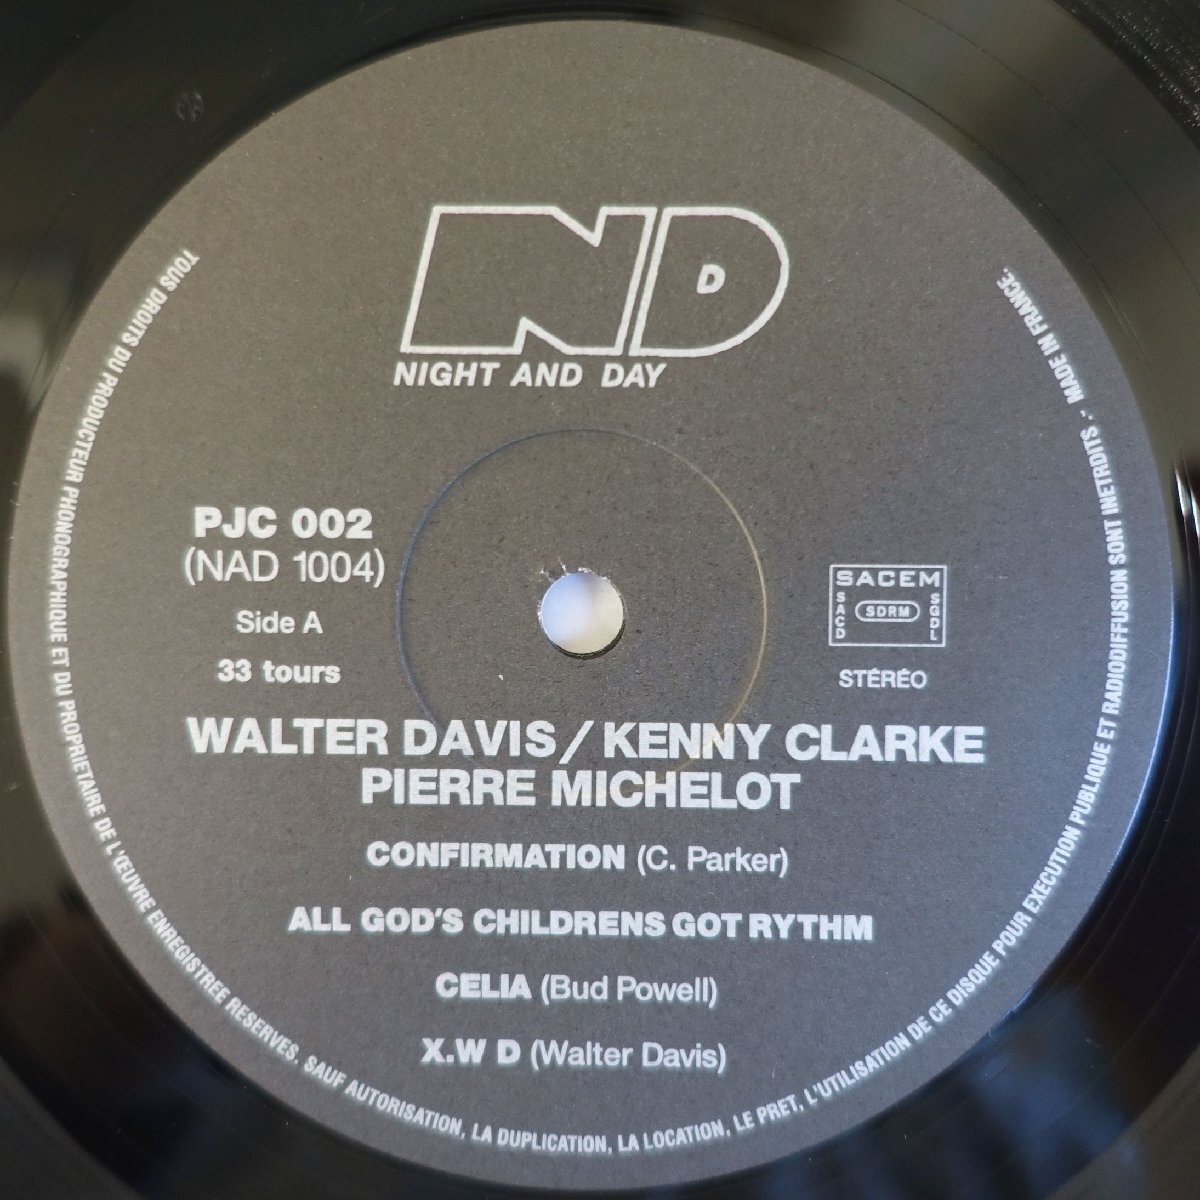 ND
D
NIGHT AND DAY
PJC 002
(NAD 1004)
Side A
33 tours
SACEM
SACD
SDRM
SGDL
STÉRÉO
WALTER DAVIS/KENNY CLARKE
PIERRE MICHELOT
CONFIRMATION (C. Parker)
ALL GOD'S CHILDRENS GOT RYTHM
CELIA (Bud Powell)
X.W D (Walter Davis)
TOUS DROITS DU PRODUCTEUR PHONOGRAPHIQUE ET DU PROPRIETAIRE DE L'ŒUVRE ENREGISTREE RESERVES. SAUF AUTORISATION, LA DUPLICATION, LA LOCATION, LE PRET, L'UTILISATION DE CE DISQUE POUR EXECUTION PUBLIQUE ET RADIODIFFUSION SONT INETRDITS.- MADE IN FRANCE.